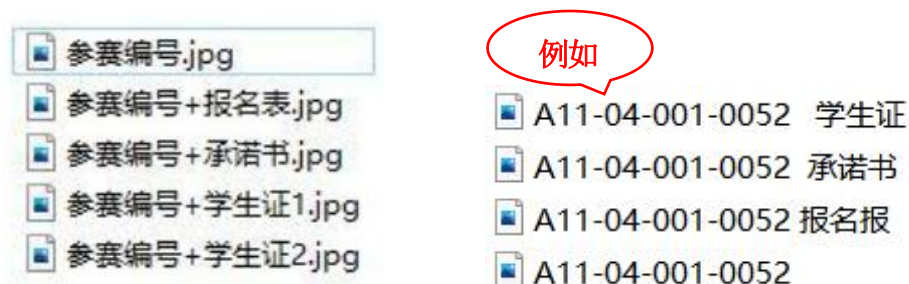 参赛编号.jpg
参赛编号+报名表.jpg
参赛编号+承诺书.jpg
参赛编号+学生证1.jpg
参赛编号+学生证2.jpg
例如
A11-04-001-0052 学生证
A11-04-001-0052 承诺书
A11-04-001-0052 报名报
A11-04-001-0052